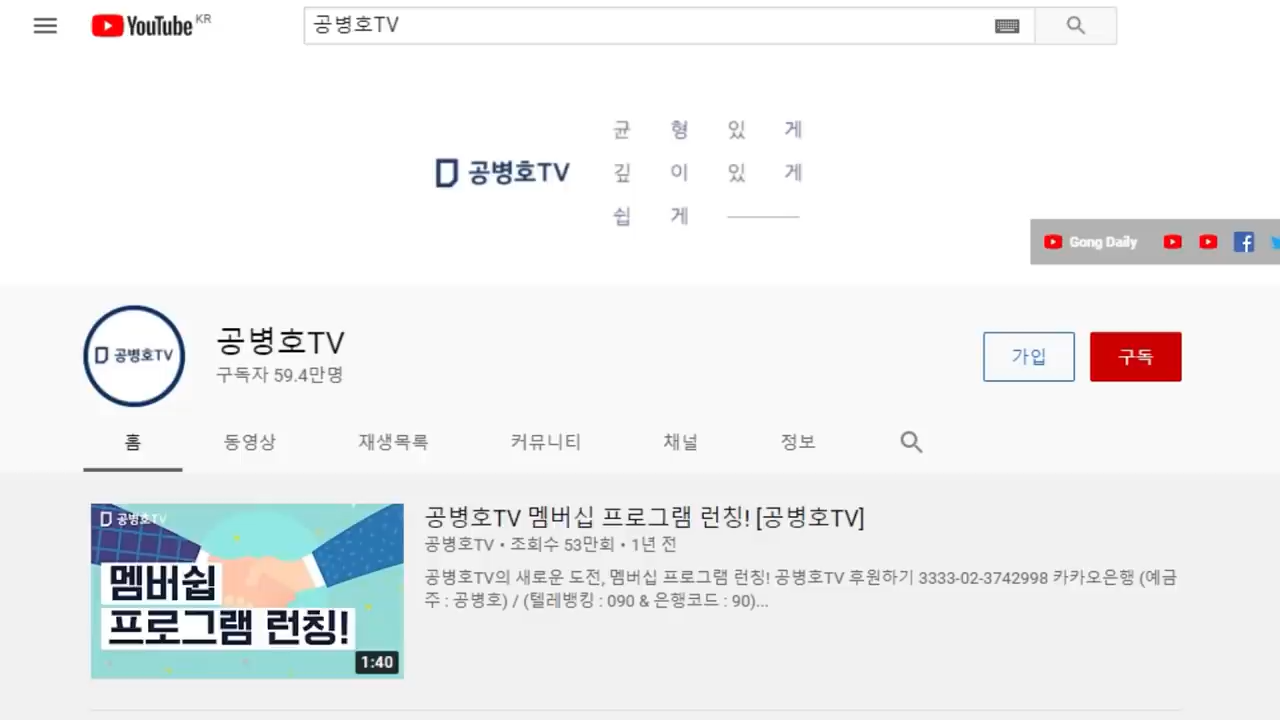 YouTube KR
공병호TV
공병호TV
균 형 있 게
깊 이 있 게
쉽 게
Gong Daily
공병호TV
공병호TV
구독자 59.4만명
가입
구독
홈 동영상 재생목록 커뮤니티 채널 정보
공병호TV
멤버쉽
프로그램 런칭!
1:40
공병호TV 멤버십 프로그램 런칭! [공병호TV]
공병호TV • 조회수 53만회 • 1년 전
공병호TV의 새로운 도전, 멤버십 프로그램 런칭! 공병호TV 후원하기 3333-02-3742998 카카오은행 (예금
주 : 공병호) / (텔레뱅킹 : 090 & 은행코드 : 90)...